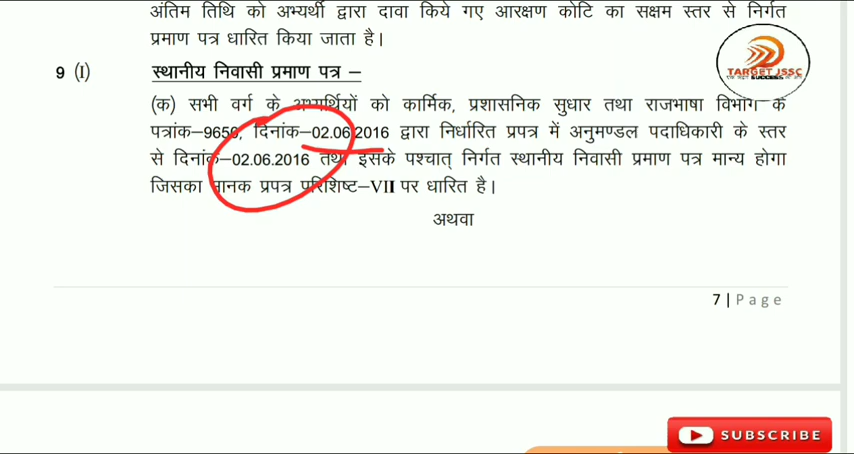 अंतिम तिथि को अभ्यर्थी द्वारा दावा किये गए आरक्षण कोटि का सक्षम स्तर से निर्गत
प्रमाण पत्र धारित किया जाता है।
9 (I) स्थानीय निवासी प्रमाण पत्र –
(क) सभी वर्ग के अभ्यर्थियों को कार्मिक, प्रशासनिक सुधार तथा राजभाषा विभाग के
पत्रांक–9650, दिनांक–02.06.2016 द्वारा निर्धारित प्रपत्र में अनुमण्डल पदाधिकारी के स्तर
से दिनांक–02.06.2016 तथा इसके पश्चात् निर्गत स्थानीय निवासी प्रमाण पत्र मान्य होगा
जिसका मानक प्रपत्र परिशिष्ट–VII पर धारित है।
अथवा
7 | Page
TARGET JSSC
SUCCESS
SUBSCRIBE